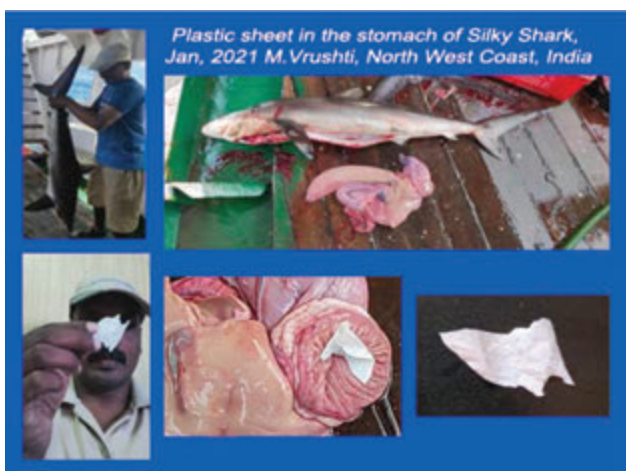 Plastic sheet in the stomach of Silky Shark,
Jan, 2021 M.Vrushti, North West Coast, India